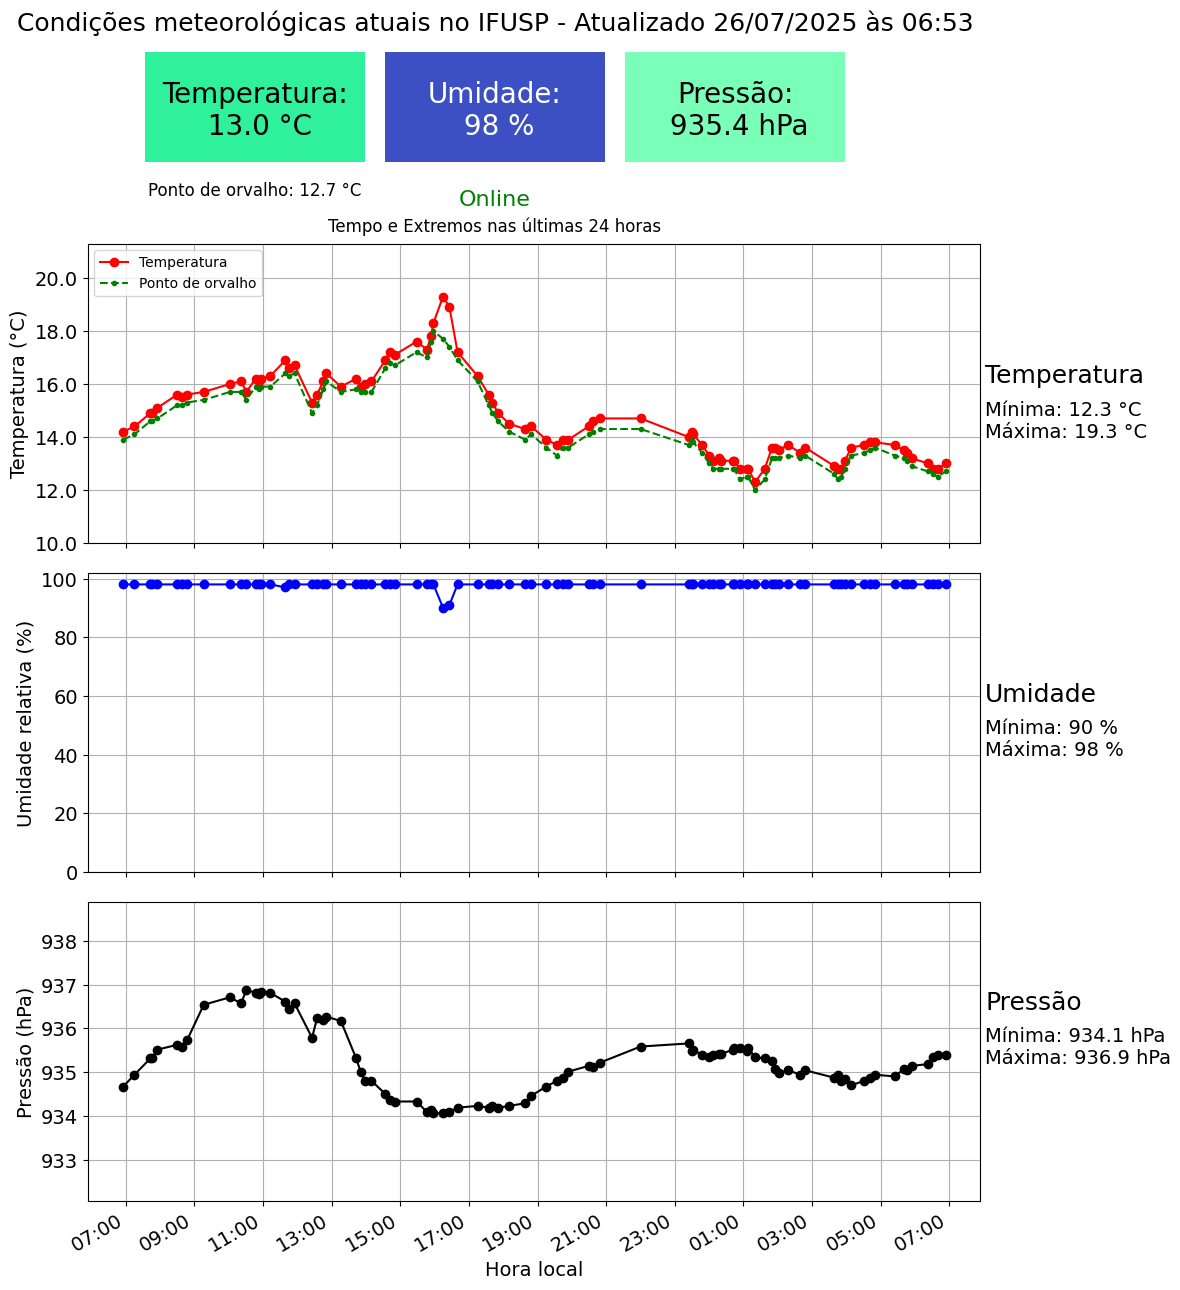 Condições meteorológicas atuais no IFUSP - Atualizado 26/07/2025 às 06:53
Temperatura:
13.0 °C
Umidade:
98 %
Pressão:
935.4 hPa
Ponto de orvalho: 12.7 °C
Online
Tempo e Extremos nas últimas 24 horas
Temperatura
Ponto de orvalho
Temperatura (°C)
20.0
18.0
16.0
14.0
12.0
10.0
Temperatura
Mínima: 12.3 °C
Máxima: 19.3 °C
Umidade relativa (%)
100
80
60
40
20
0
Umidade
Mínima: 90 %
Máxima: 98 %
Pressão (hPa)
938
937
936
935
934
933
Pressão
Mínima: 934.1 hPa
Máxima: 936.9 hPa
07:00
09:00
11:00
13:00
15:00
17:00
19:00
21:00
23:00
01:00
03:00
05:00
07:00
Hora local